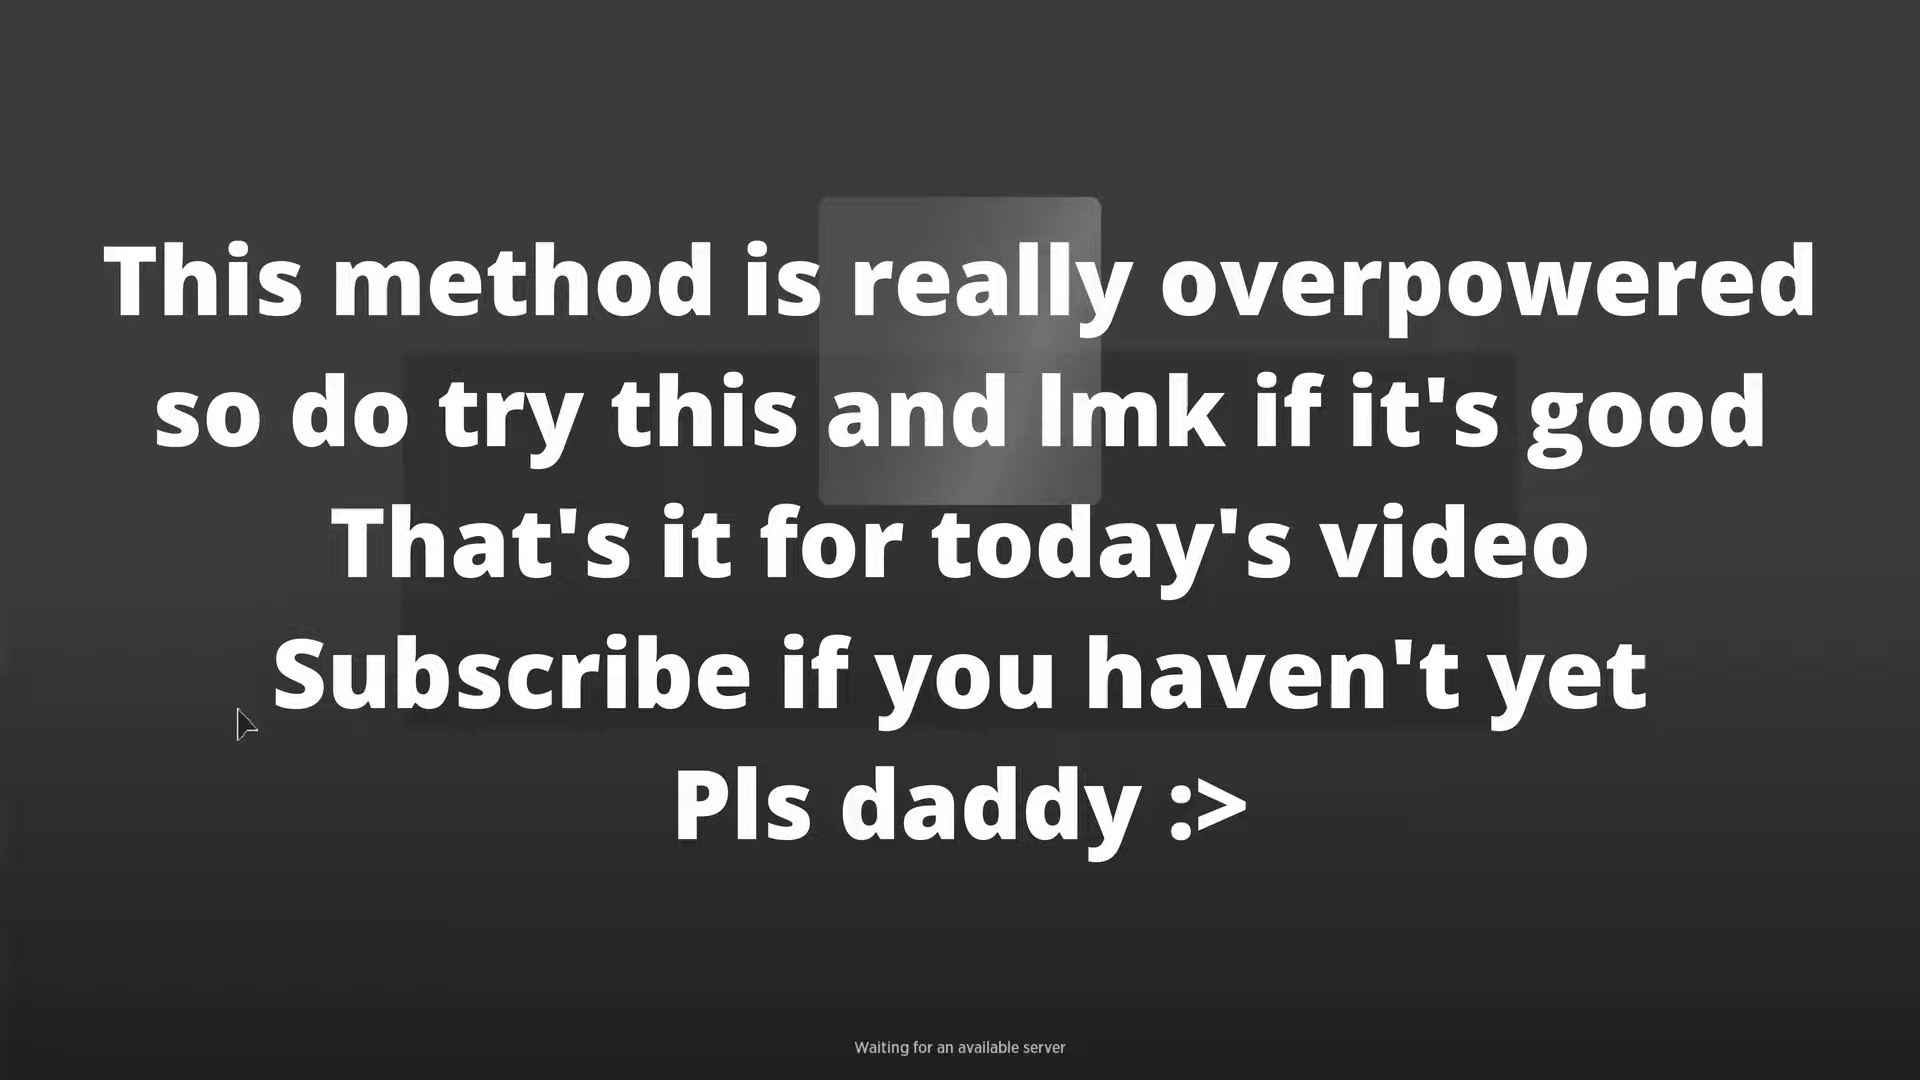 This method is really overpowered
so do try this and lmk if it's good
That's it for today's video
Subscribe if you haven't yet
Pls daddy :>
Waiting for an available server